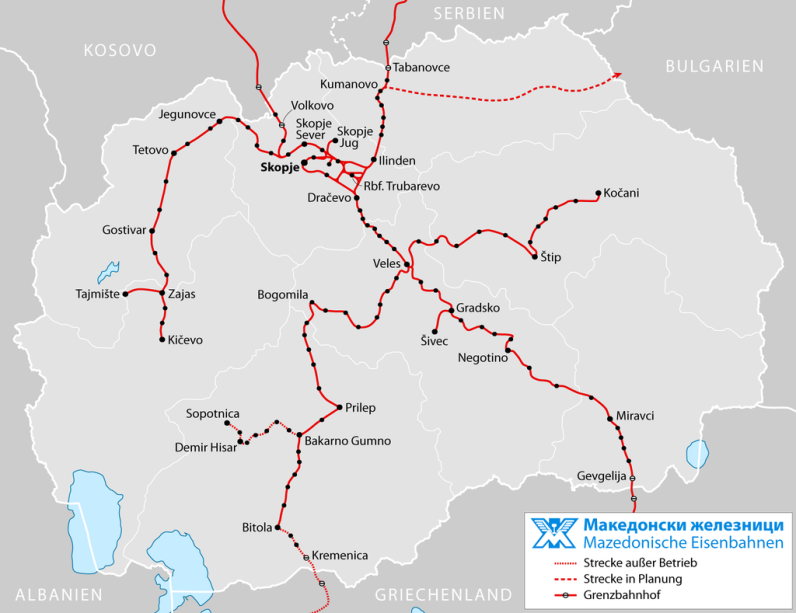 SERBIEN
KOSOVO
BULGARIEN
Tabanovce
Kumanovo
Volkovo
Jegunovce
Skopje
Sever
Skopje
Jug
Tetovo
Skopje
Ilinden
Rbf. Trubarevo
Dračevo
Kočani
Gostivar
Štip
Veles
Tajmište
Zajas
Bogomila
Gradsko
Kičevo
Šivec
Negotino
Prilep
Sopotnica
Miravci
Demir Hisar
Bakarno Gumno
Gevgelija
Bitola
Kremenica
ALBANIEN
GRIECHENLAND
Македонски железници
Mazedonische Eisenbahnen
Strecke außer Betrieb
Strecke in Planung
Grenzbahnhof